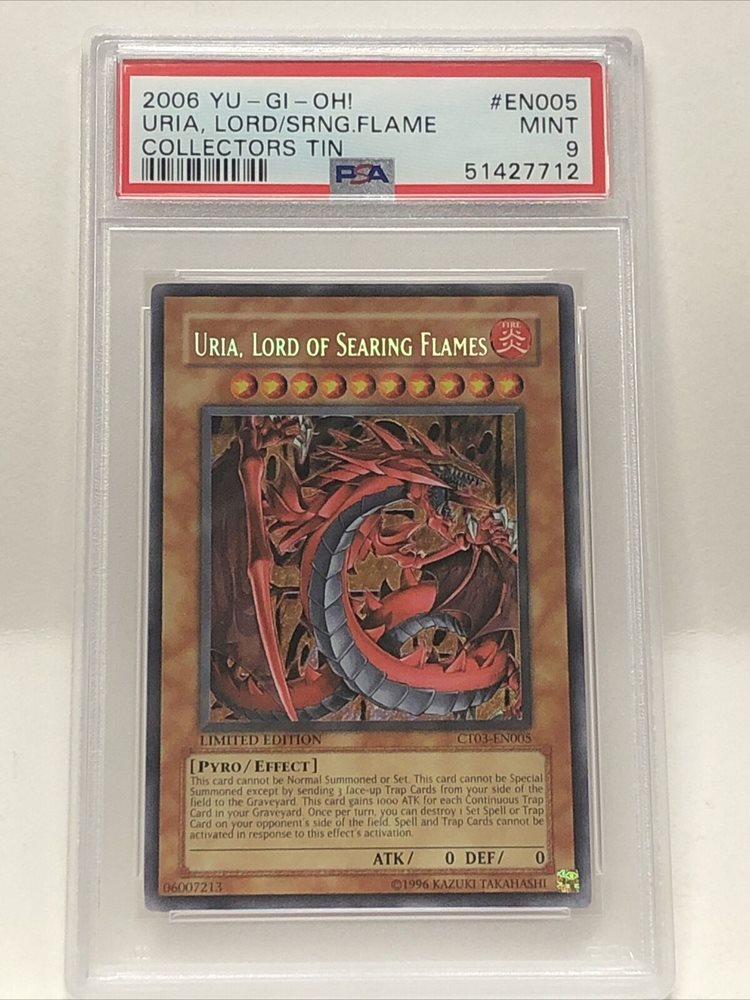 2006 YU-GI-OH! #EN005
URIA, LORD/SRNG.FLAME MINT
COLLECTORS TIN 9
PSA 51427712
URIA, LORD OF SEARING FLAMES FIRE 炎
LIMITED EDITION CT03-EN005
[PYRO/EFFECT]
This card cannot be Normal Summoned or Set. This card cannot be Special
Summoned except by sending 3 face-up Trap Cards from your side of the
field to the Graveyard. This card gains 1000 ATK for each Continuous Trap
Card in your Graveyard. Once per turn, you can destroy 1 Set Spell or Trap
Card on your opponent's side of the field. Spell and Trap Cards cannot be
activated in response to this effect's activation.
ATK/ 0 DEF/ 0
06007213 ©1996 KAZUKI TAKAHASHI